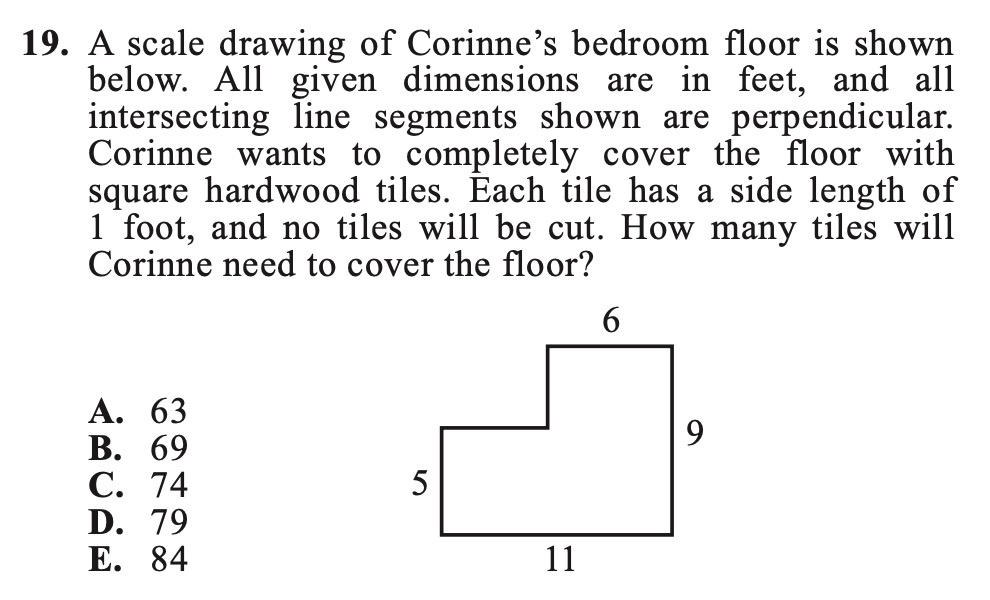 19. A scale drawing of Corinne's bedroom floor is shown
below. All given dimensions are in feet, and all
intersecting line segments shown are perpendicular.
Corinne wants to completely cover the floor with
square hardwood tiles. Each tile has a side length of
1 foot, and no tiles will be cut. How many tiles will
Corinne need to cover the floor?
6
A. 63
B. 69
C. 74
D. 79
E. 84
9
5
11